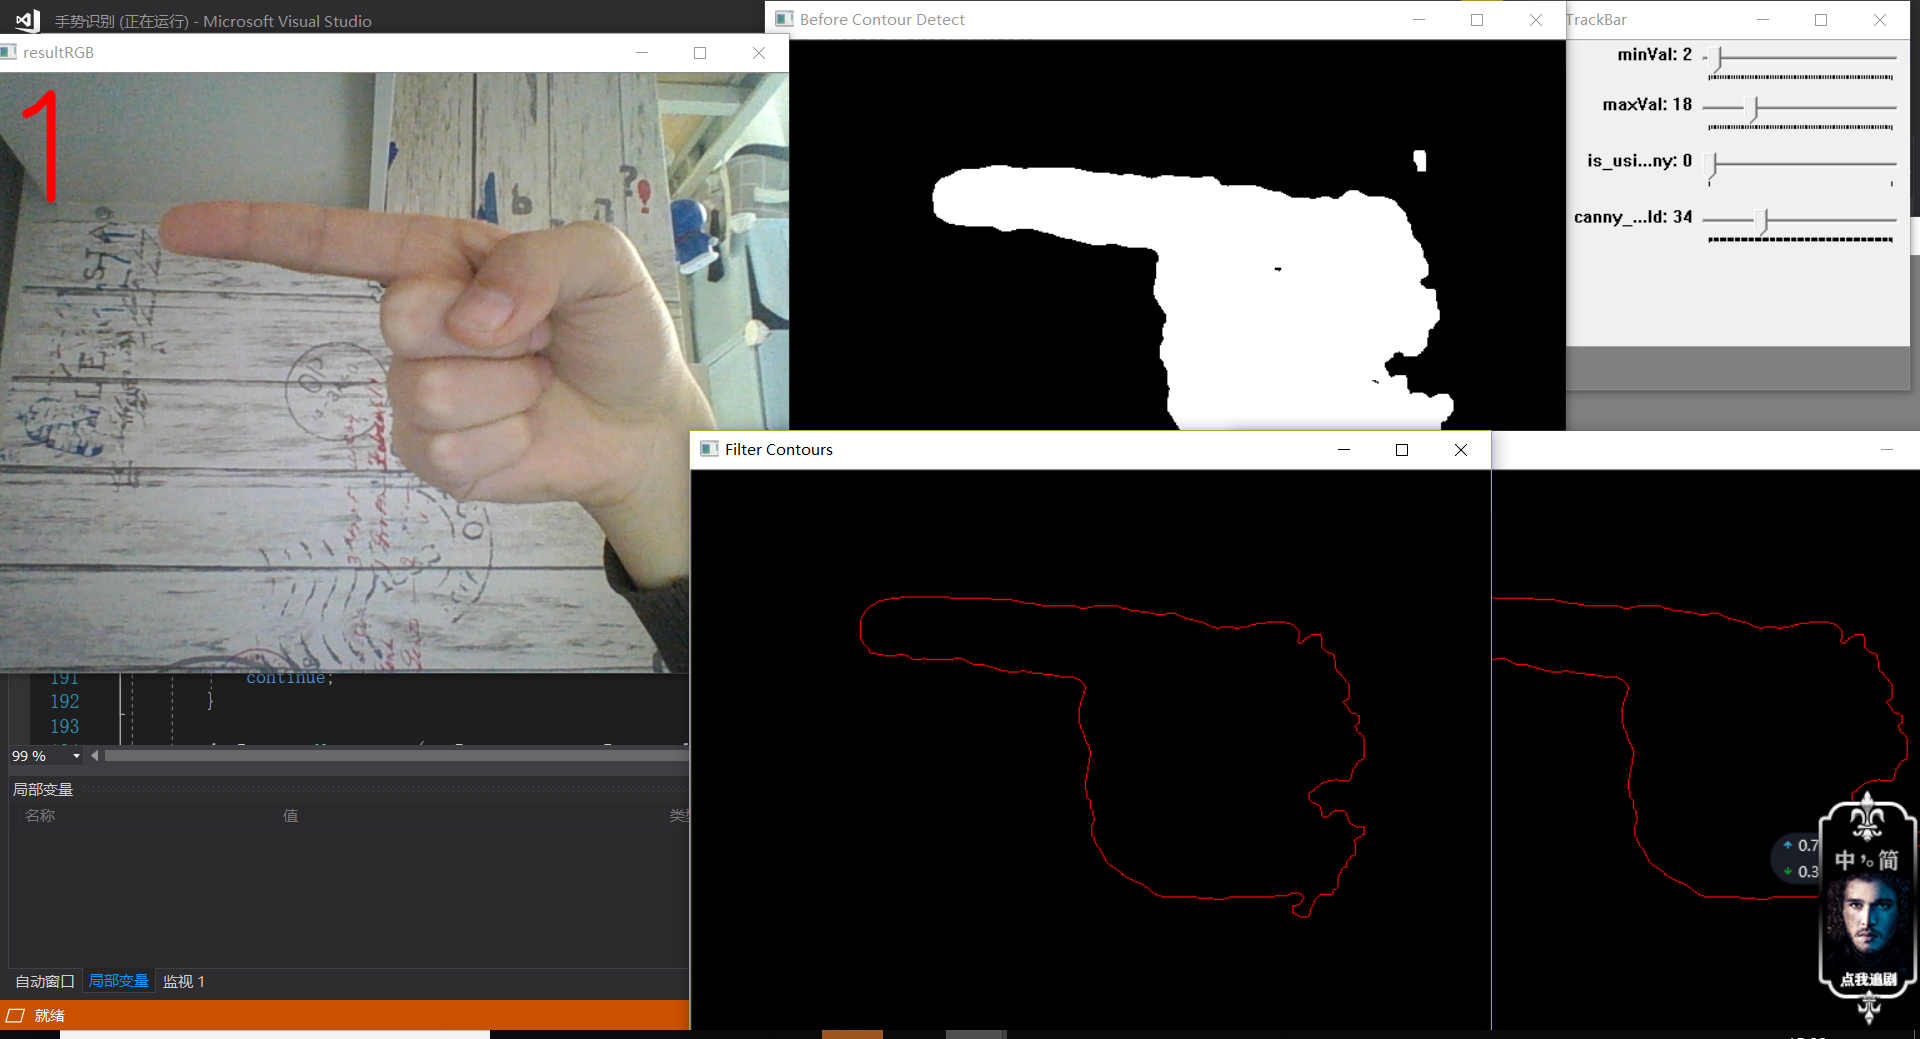 手势识别 (正在运行) - Microsoft Visual Studio
Before Contour Detect
TrackBar
resultRGB
minVal: 2
maxVal: 18
is_usi...ny: 0
canny_...ld: 34
1
b
?
Filter Contours
191
continue;
192
}
193
99 %
局部变量
名称
值
自动窗口
局部变量
监视 1
就绪
0.7
0.3
中
简
点我追剧